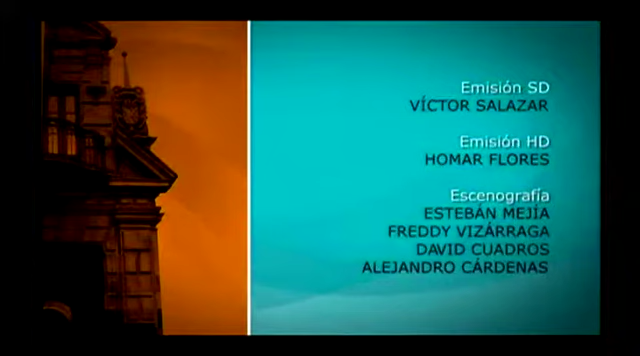 Emisión SD
VÍCTOR SALAZAR
Emisión HD
HOMAR FLORES
Escenografía
ESTEBÁN MEJÍA
FREDDY VIZÁRRAGA
DAVID CUADROS
ALEJANDRO CÁRDENAS